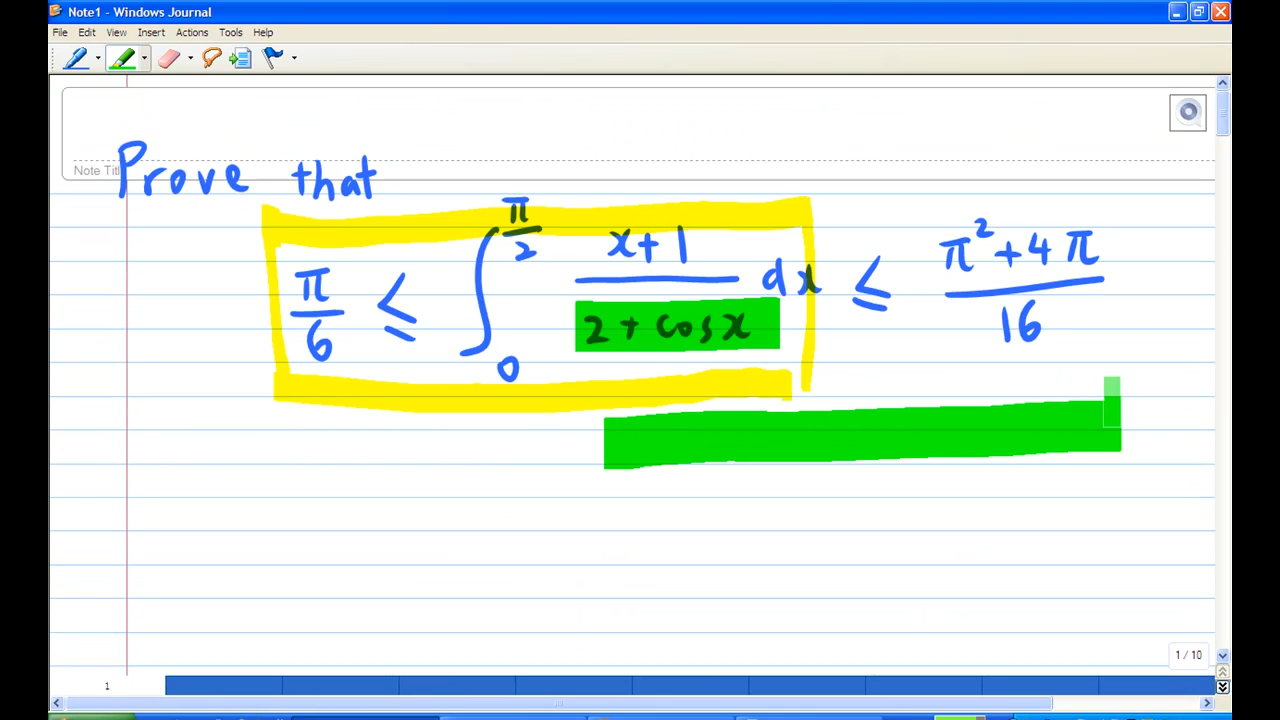 Note1 - Windows Journal
File Edit View Insert Actions Tools Help
Note Titl
Prove that
π/6 ≤ ∫₀^(π/2) (x+1)/(2 + cos x) dx ≤ (π² + 4π)/16
1 / 10
1